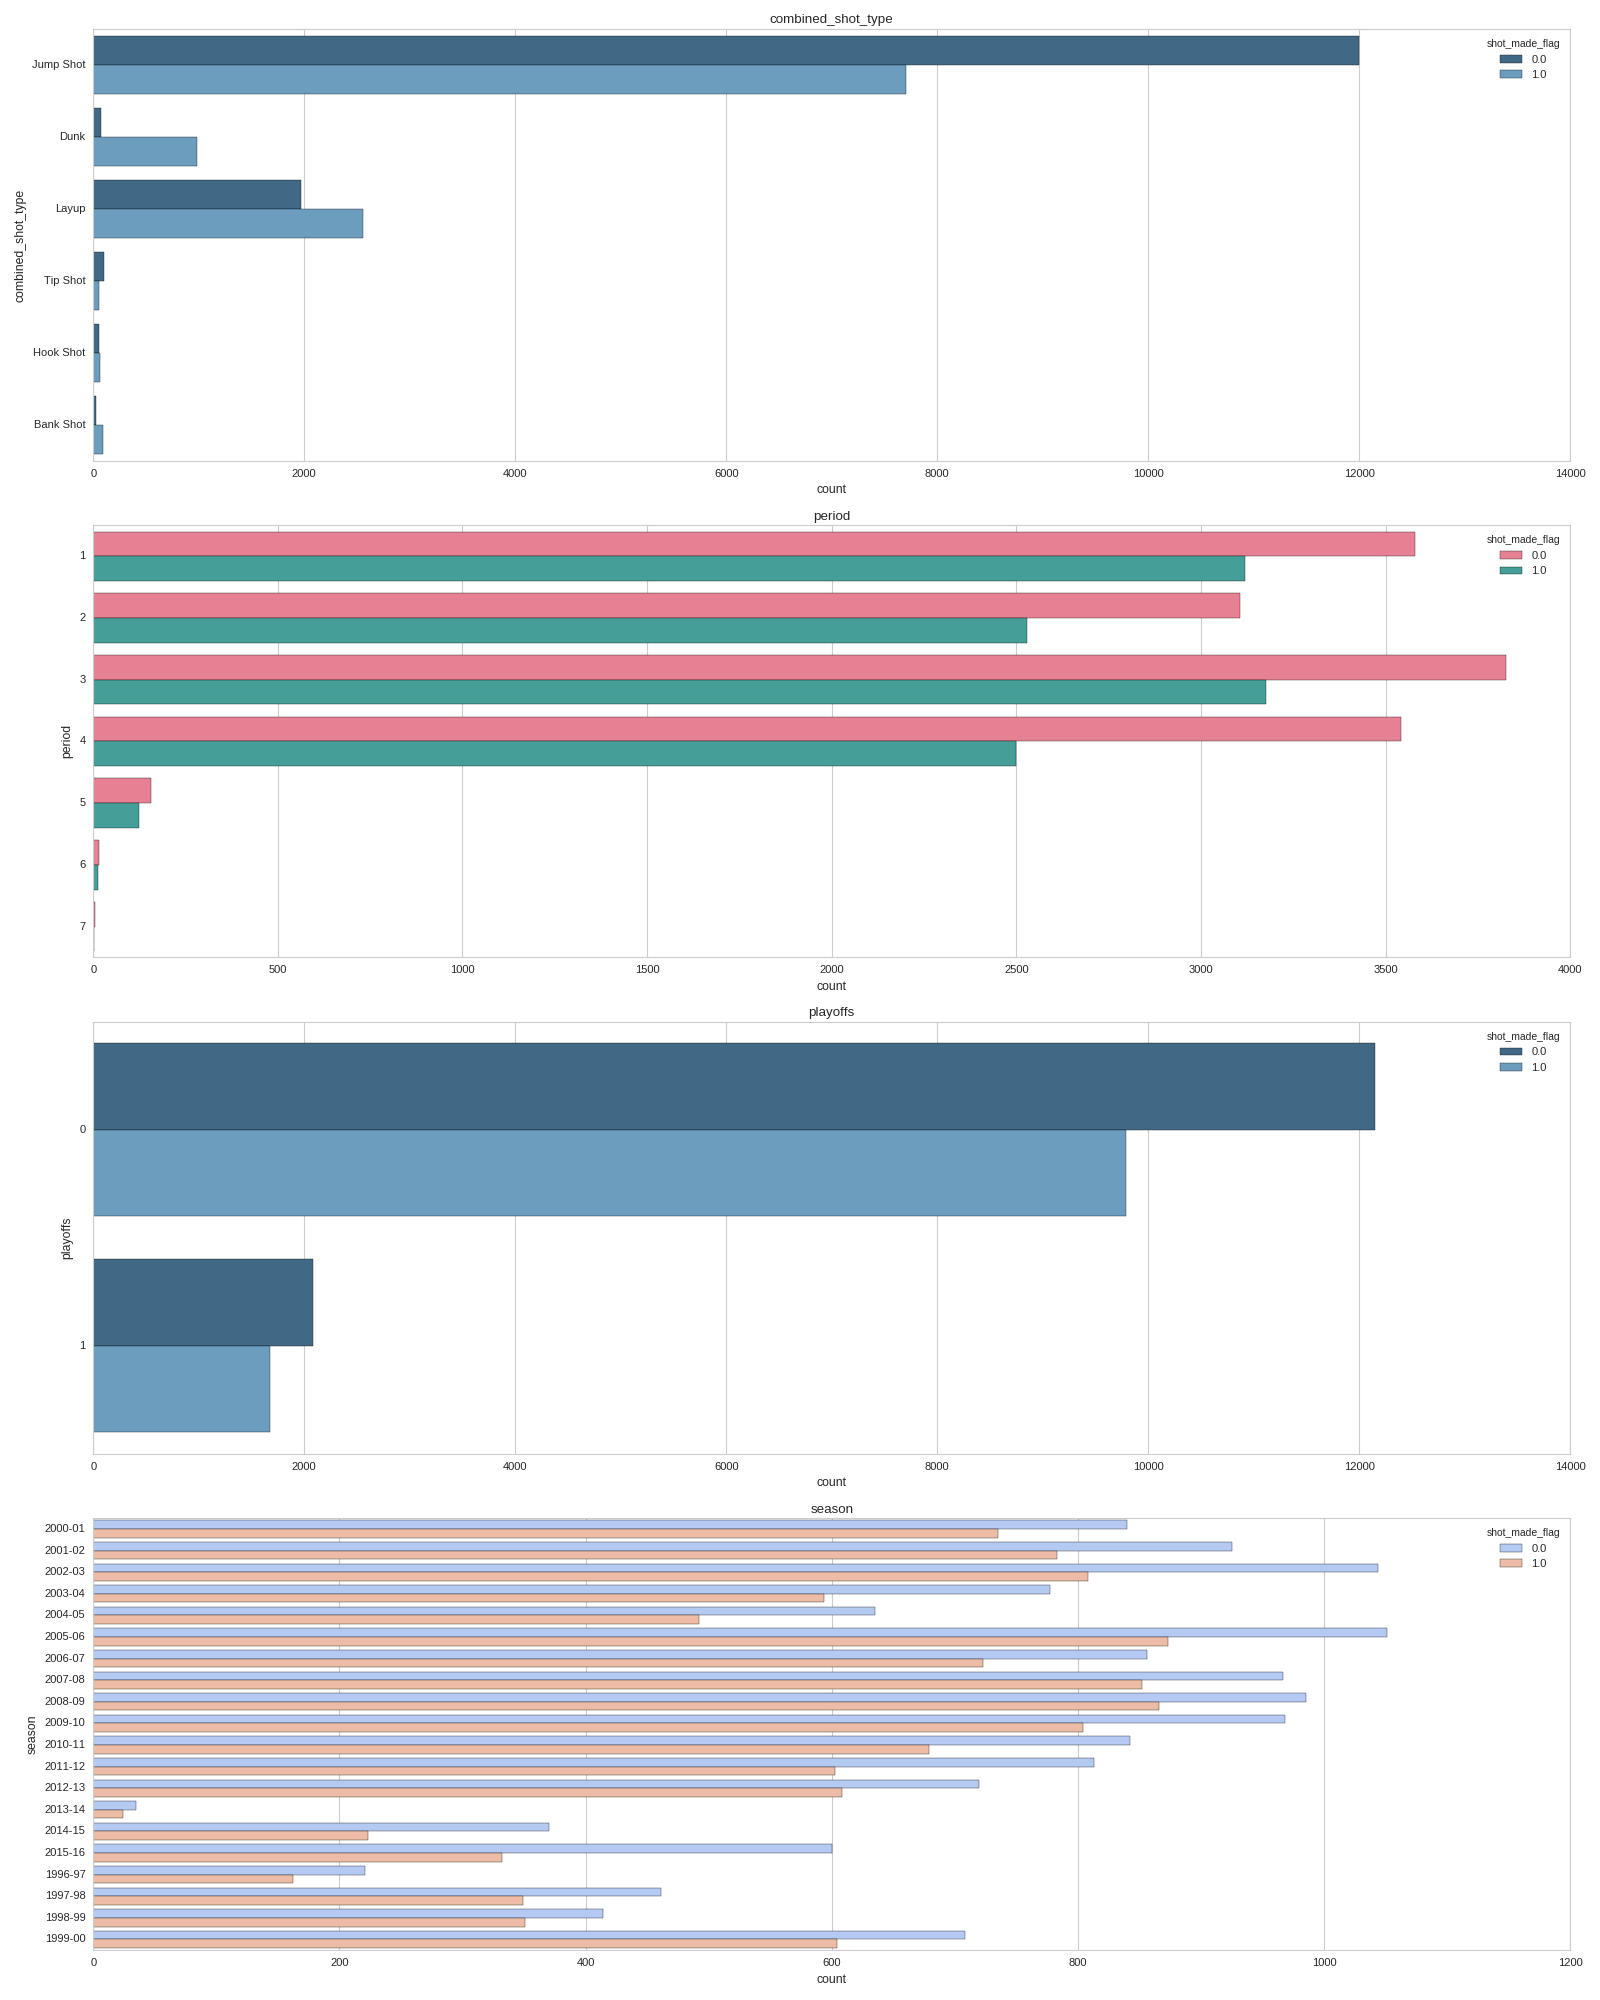 combined_shot_type
shot_made_flag
0.0
1.0
Jump Shot
Dunk
Layup
Tip Shot
Hook Shot
Bank Shot
combined_shot_type
0 2000 4000 6000 8000 10000 12000 14000
count
period
shot_made_flag
0.0
1.0
1
2
3
4
5
6
7
period
0 500 1000 1500 2000 2500 3000 3500 4000
count
playoffs
shot_made_flag
0.0
1.0
0
1
playoffs
0 2000 4000 6000 8000 10000 12000 14000
count
season
shot_made_flag
0.0
1.0
2000-01
2001-02
2002-03
2003-04
2004-05
2005-06
2006-07
2007-08
2008-09
2009-10
2010-11
2011-12
2012-13
2013-14
2014-15
2015-16
1996-97
1997-98
1998-99
1999-00
season
0 200 400 600 800 1000 1200
count